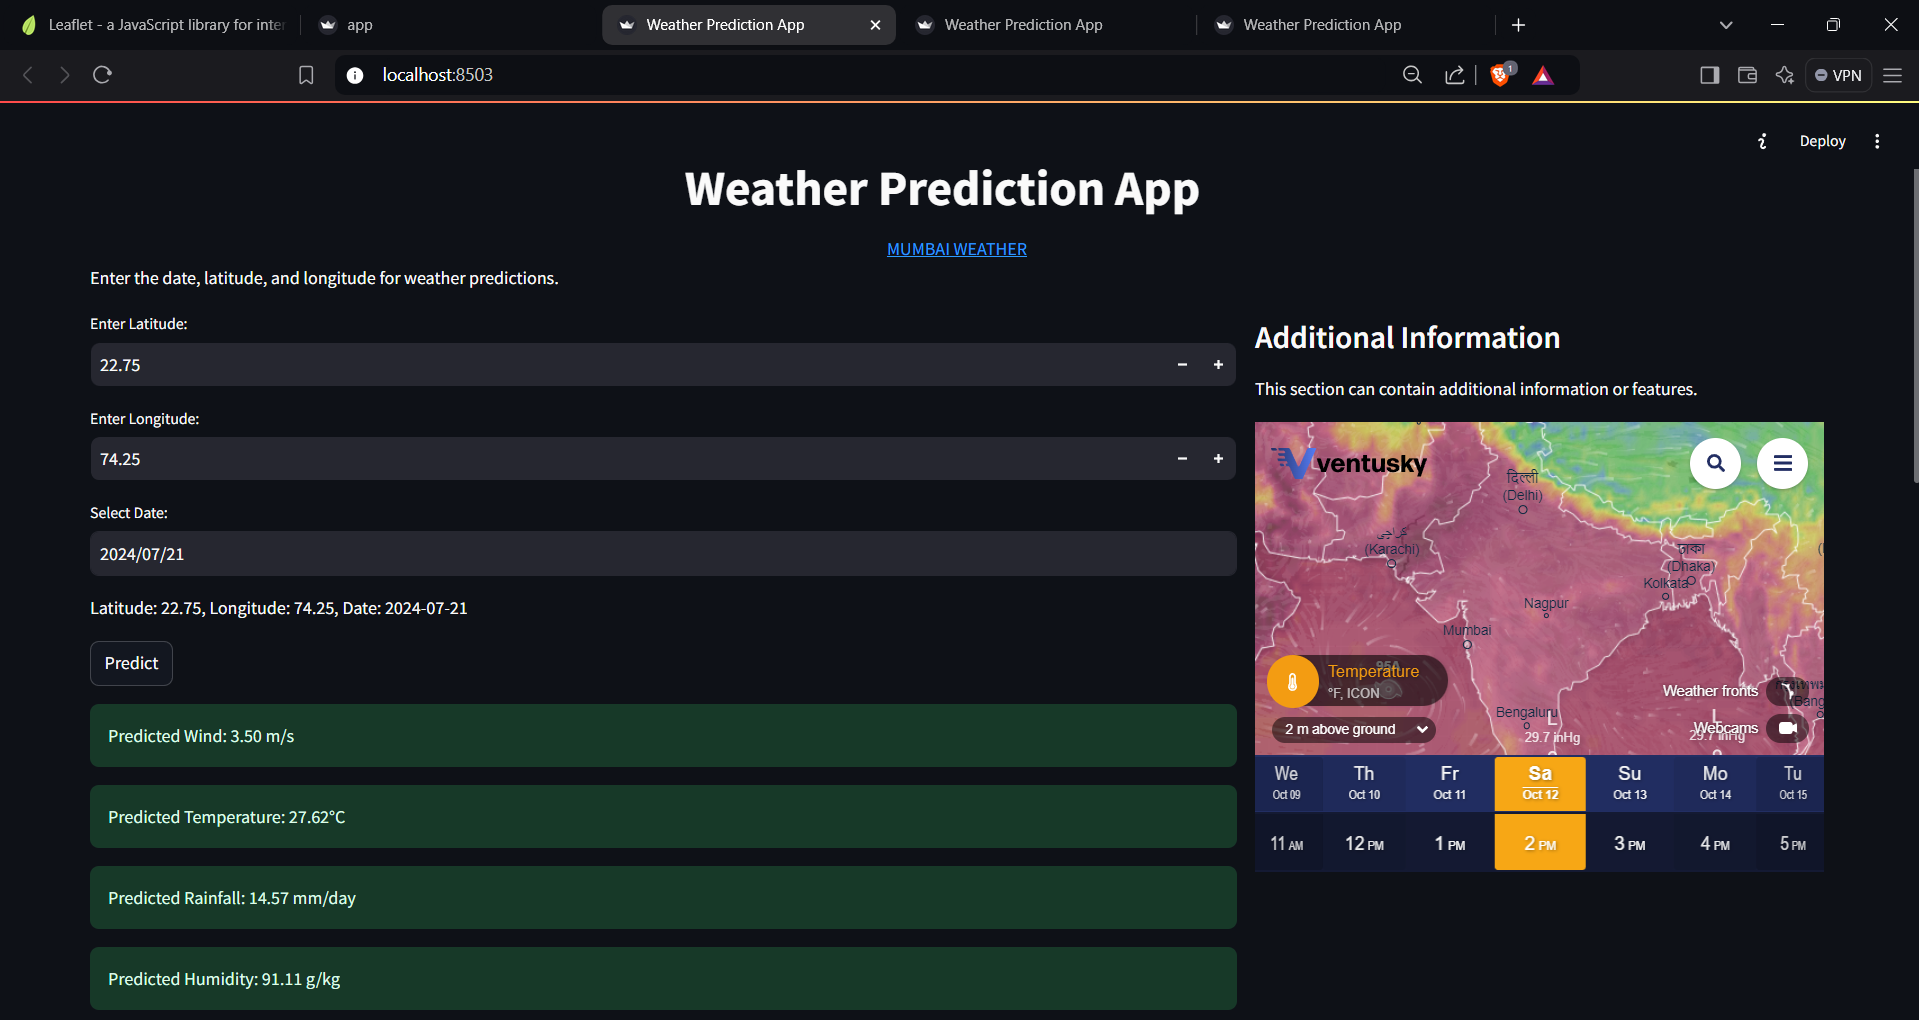 Leaflet - a JavaScript library for inte
app
Weather Prediction App
Weather Prediction App
Weather Prediction App
localhost:8503
1
VPN
Deploy
Weather Prediction App
MUMBAI WEATHER
Enter the date, latitude, and longitude for weather predictions.
Enter Latitude:
22.75
Enter Longitude:
74.25
Select Date:
2024/07/21
Latitude: 22.75, Longitude: 74.25, Date: 2024-07-21
Predict
Predicted Wind: 3.50 m/s
Predicted Temperature: 27.62°C
Predicted Rainfall: 14.57 mm/day
Predicted Humidity: 91.11 g/kg
Additional Information
This section can contain additional information or features.
ventusky
दिल्ली
(Delhi)
کراچی
(Karachi)
ঢাকা
(Dhaka)
Kolkata
Nagpur
Mumbai
Temperature
°F, ICON
Weather fronts
(Bang
Bengaluru
L
L
2 m above ground
29.7 inHg
Webcams
29.7 inHg
We Th Fr Sa Su Mo Tu
Oct 09 Oct 10 Oct 11 Oct 12 Oct 13 Oct 14 Oct 15
11 AM 12 PM 1 PM 2 PM 3 PM 4 PM 5 PM